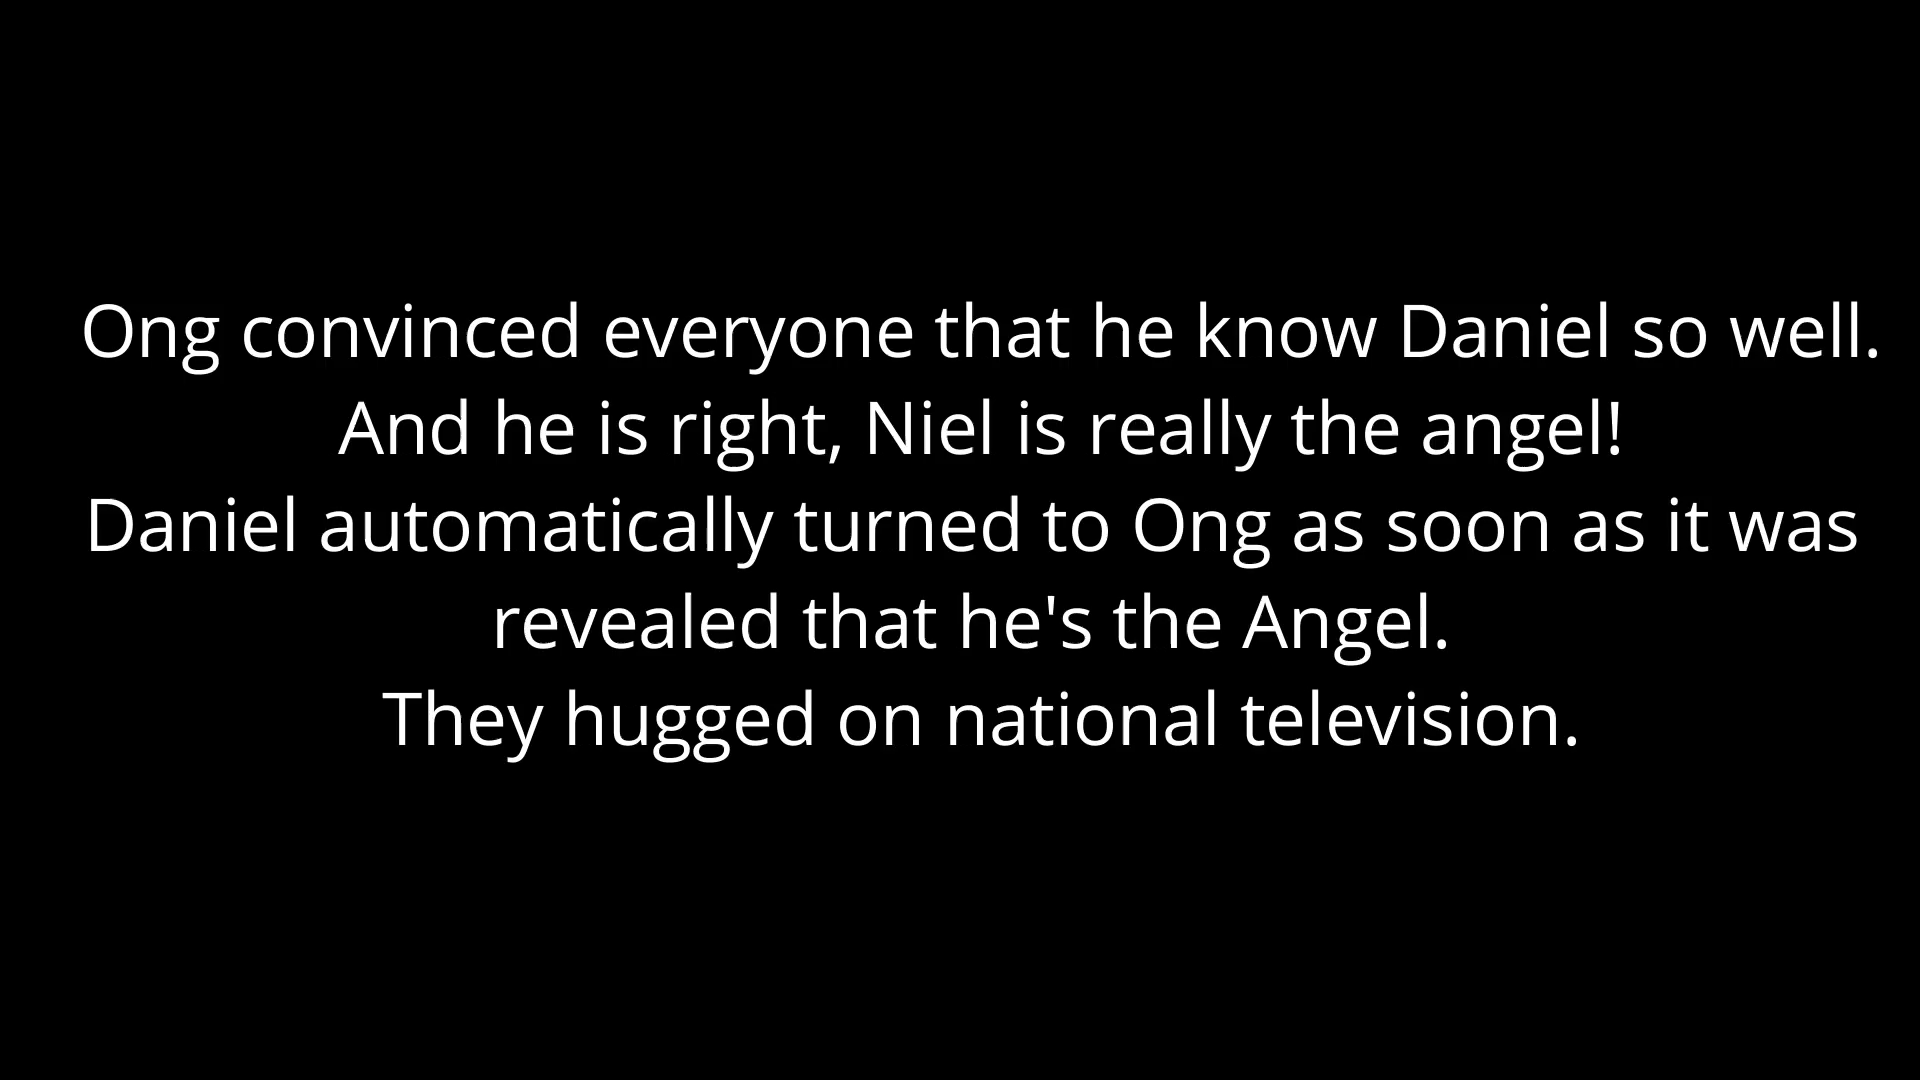 Ong convinced everyone that he know Daniel so well.
And he is right, Niel is really the angel!
Daniel automatically turned to Ong as soon as it was
revealed that he's the Angel.
They hugged on national television.